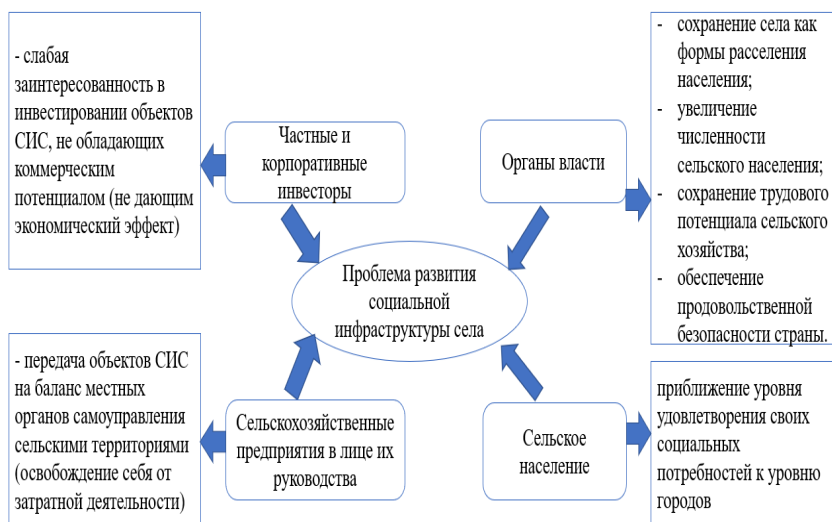 - слабая
заинтересованность в
инвестировании объектов
СИС, не обладающих
коммерческим
потенциалом (не дающим
экономический эффект)
Частные и
корпоративные
инвесторы
Органы власти
- сохранение села как
формы расселения
населения;
- увеличение
численности
сельского населения;
- сохранение трудового
потенциала сельского
хозяйства;
- обеспечение
продовольственной
безопасности страны.
Проблема развития
социальной
инфраструктуры села
- передача объектов СИС
на баланс местных
органов самоуправления
сельскими территориями
(освобождение себя от
затратной деятельности)
Сельскохозяйственные
предприятия в лице их
руководства
Сельское
население
приближение уровня
удовлетворения своих
социальных
потребностей к уровню
городов